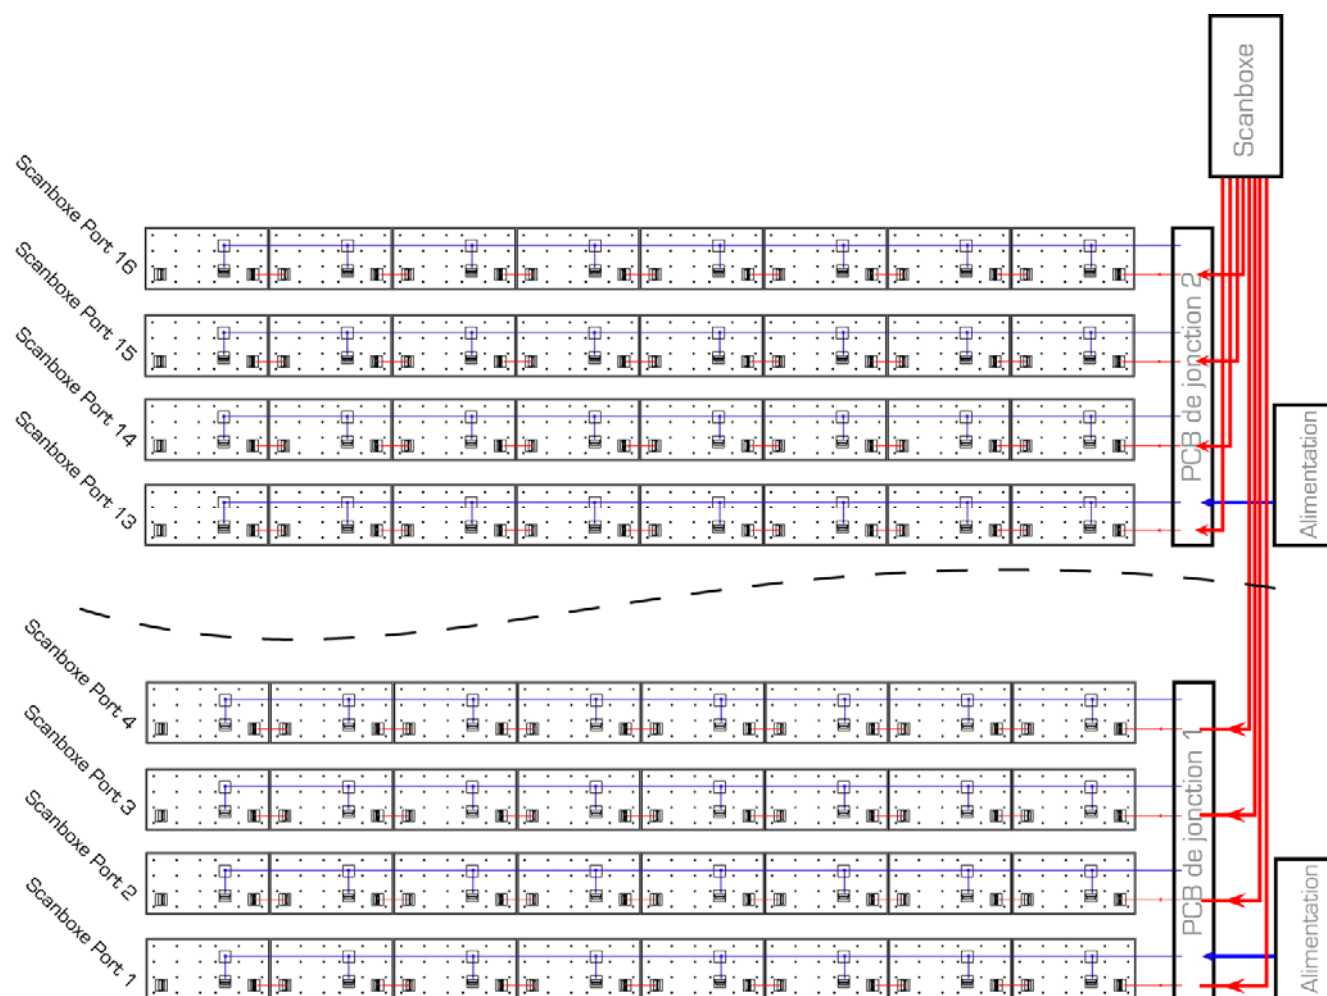 Scanboxe
Scanboxe Port 16
Scanboxe Port 15
Scanboxe Port 14
Scanboxe Port 13
PCB de jonction 2
Alimentation
Scanboxe Port 4
Scanboxe Port 3
Scanboxe Port 2
Scanboxe Port 1
PCB de jonction 1
Alimentation